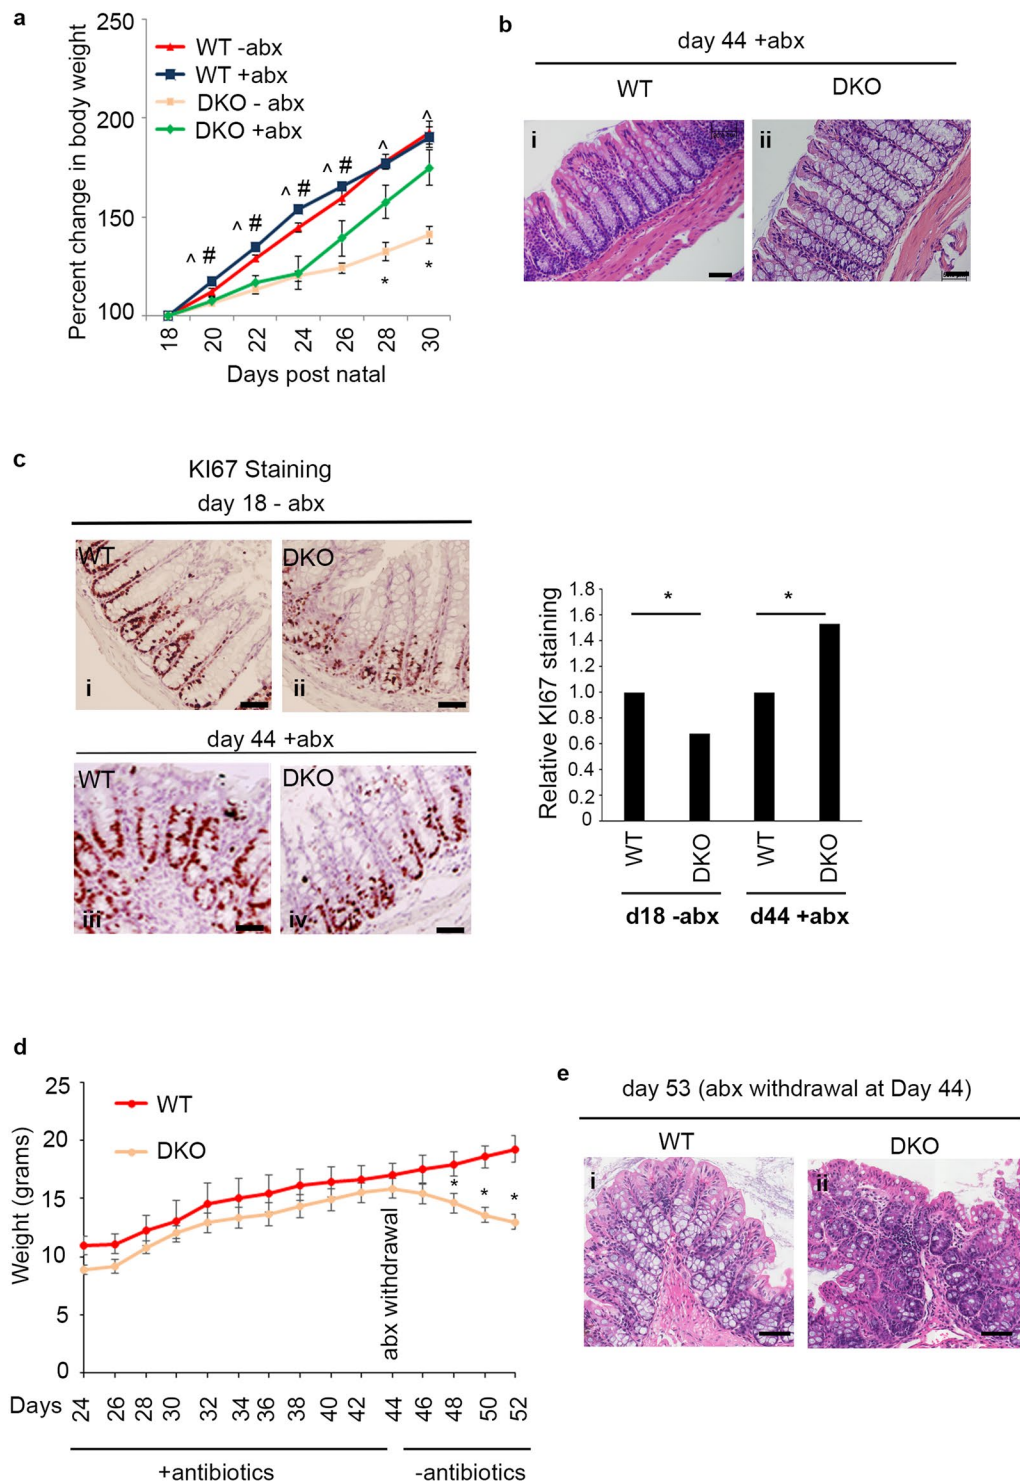 a
250
200
150
100
Percent change in body weight
WT -abx
WT +abx
DKO - abx
DKO +abx
^ #
^ #
^ #
^ #
^
^
*
*
18 20 22 24 26 28 30
Days post natal
b
day 44 +abx
WT DKO
i ii
c
KI67 Staining
day 18 - abx
WT DKO
i ii
day 44 +abx
WT DKO
iii iv
Relative KI67 staining
1.8
1.6
1.4
1.2
1.0
0.8
0.6
0.4
0.2
0
* *
WT DKO WT DKO
d18 -abx d44 +abx
d
Weight (grams)
25
20
15
10
5
0
WT
DKO
* * *
abx withdrawal
Days 24 26 28 30 32 34 36 38 40 42 44 46 48 50 52
+antibiotics -antibiotics
e
day 53 (abx withdrawal at Day 44)
WT DKO
i ii